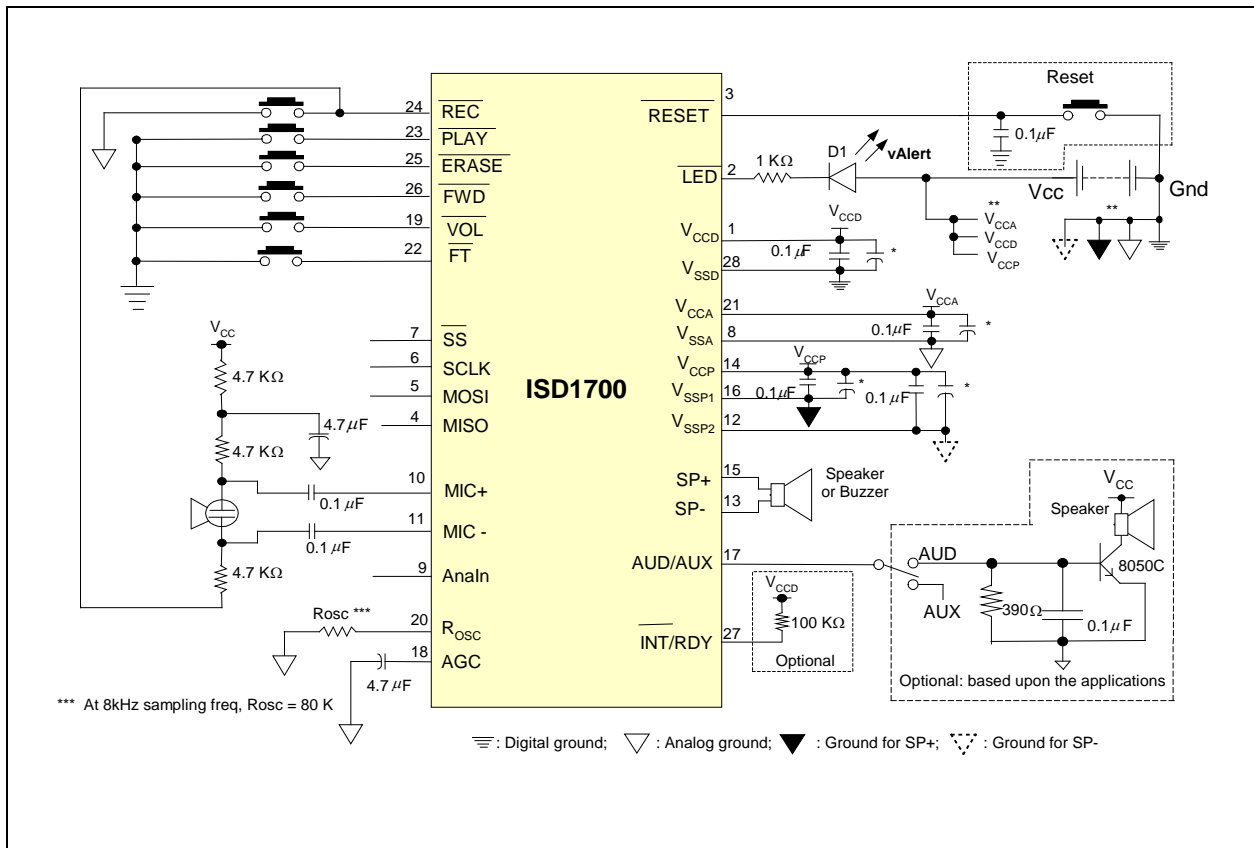 Reset
3
24
REC
RESET
0.1μF
23
PLAY
D1
vAlert
25
ERASE
1 KΩ
2
LED
26
FWD
Vcc
Gnd
**
**
VCCA
VCCD
VCCP
19
VOL
VCCD
1
VCCD
0.1μF
*
22
FT
28
VSSD
21
VCCA
VCCA
0.1μF
*
8
VSSA
VCC
7
SS
6
SCLK
14
VCCP
VCCP
4.7 KΩ
5
MOSI
ISD1700
16
VSSP1
0.1μF
*
0.1μF
*
4
MISO
4.7μF
12
VSSP2
4.7 KΩ
10
MIC+
0.1μF
15
SP+
Speaker
or Buzzer
13
SP-
11
MIC -
0.1μF
VCC
Speaker
17
AUD/AUX
AUD
8050C
4.7 KΩ
9
AnaIn
AUX
390Ω
0.1μF
VCCD
100 KΩ
Rosc ***
20
ROSC
27
INT/RDY
Optional
18
AGC
4.7μF
Optional: based upon the applications
*** At 8kHz sampling freq, Rosc = 80 K
: Digital ground; : Analog ground; : Ground for SP+; : Ground for SP-